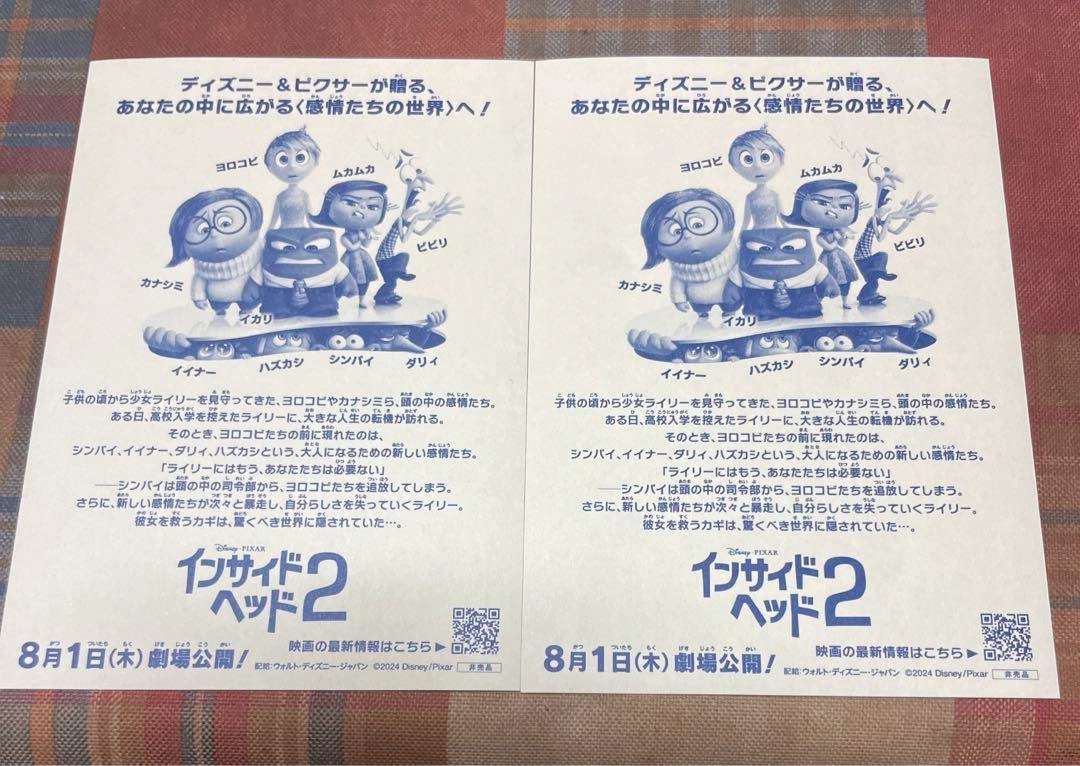 ディズニー&ピクサーが贈る、
あなたの中に広がる〈感情たちの世界〉へ!
ヨロコビ
ムカムカ
ビビリ
カナシミ
イカリ
イイナー
ハズカシ
シンパイ
ダリィ
子供の頃から少女ライリーを見守ってきた、ヨロコビやカナシミら、頭の中の感情たち。
ある日、高校入学を控えたライリーに、大きな人生の転機が訪れる。
そのとき、ヨロコビたちの前に現れたのは、
シンパイ、イイナー、ダリィ、ハズカシという、大人になるための新しい感情たち。
「ライリーにはもう、あなたたちは必要ない」
――シンパイは頭の中の司令部から、ヨロコビたちを追放してしまう。
さらに、新しい感情たちが次々と暴走し、自分らしさを失っていくライリー。
彼女を救うカギは、驚くべき世界に隠されていた…。
Disney・PIXAR
インサイド
ヘッド2
映画の最新情報はこちら▶
8月1日(木)劇場公開!
配給:ウォルト・ディズニー・ジャパン ©2024 Disney/Pixar 非売品
ディズニー&ピクサーが贈る、
あなたの中に広がる〈感情たちの世界〉へ!
ヨロコビ
ムカムカ
ビビリ
カナシミ
イカリ
イイナー
ハズカシ
シンパイ
ダリィ
子供の頃から少女ライリーを見守ってきた、ヨロコビやカナシミら、頭の中の感情たち。
ある日、高校入学を控えたライリーに、大きな人生の転機が訪れる。
そのとき、ヨロコビたちの前に現れたのは、
シンパイ、イイナー、ダリィ、ハズカシという、大人になるための新しい感情たち。
「ライリーにはもう、あなたたちは必要ない」
――シンパイは頭の中の司令部から、ヨロコビたちを追放してしまう。
さらに、新しい感情たちが次々と暴走し、自分らしさを失っていくライリー。
彼女を救うカギは、驚くべき世界に隠されていた…。
Disney・PIXAR
インサイド
ヘッド2
映画の最新情報はこちら▶
8月1日(木)劇場公開!
配給:ウォルト・ディズニー・ジャパン ©2024 Disney/Pixar 非売品